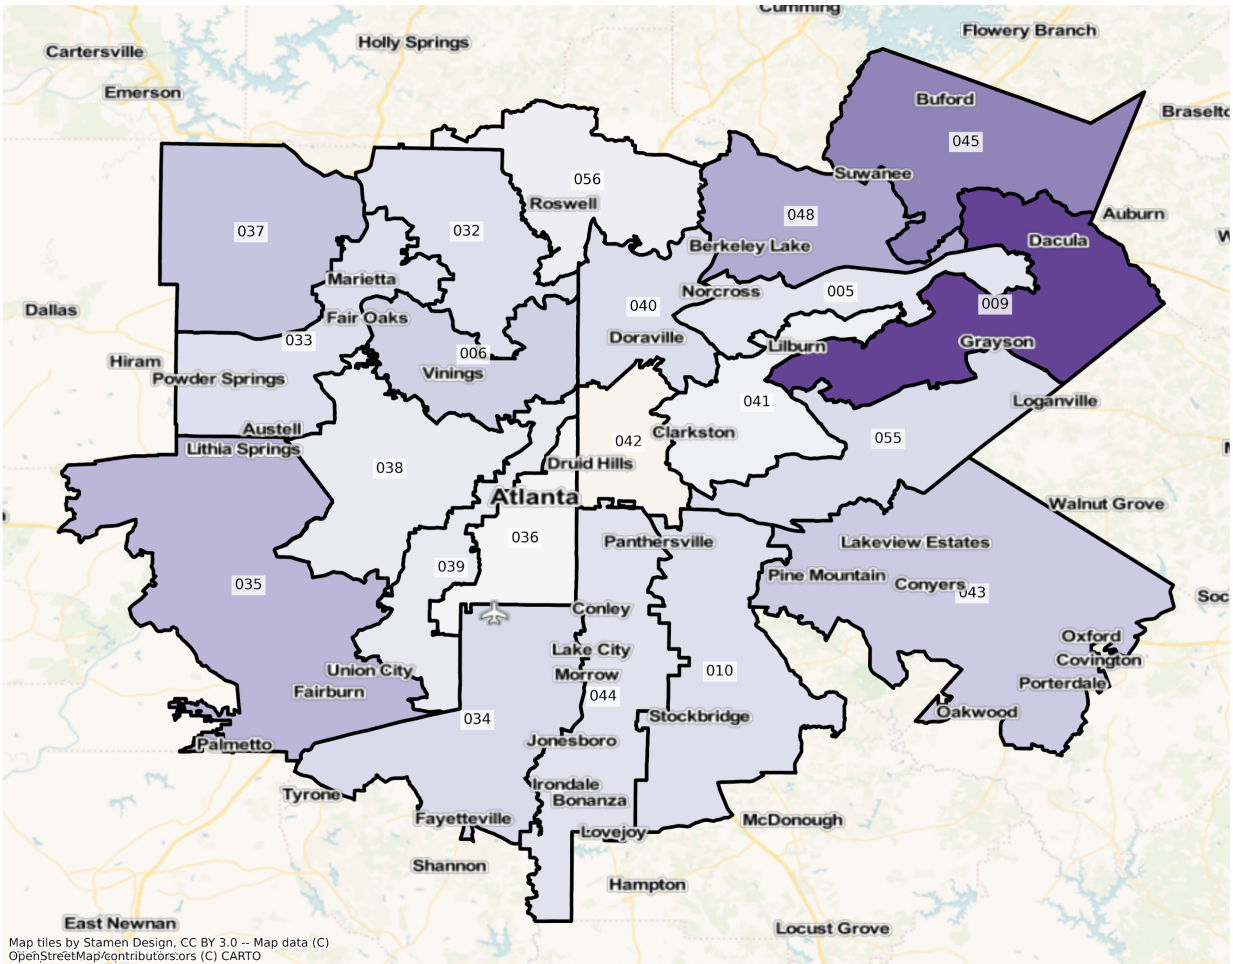 Cumming
Flowery Branch
Holly Springs
Cartersville
Emerson
Buford
Braselto
045
Suwanee
056
Roswell
048
Auburn
037
032
Dacula
Berkeley Lake
Marietta
Norcross
005
009
040
Dallas
Fair Oaks
Doraville
033
Lilburn
Grayson
006
Hiram
Vinings
Powder Springs
041
Loganville
Austell
Clarkston
055
042
Lithia Springs
Druid Hills
038
Atlanta
Walnut Grove
036
Panthersville
Lakeview Estates
039
Pine Mountain
Conyers
035
043
Soc
Conley
Oxford
Lake City
Covington
Union City
Morrow
010
Porterdale
Fairburn
044
034
Stockbridge
Oakwood
Palmetto
Jonesboro
Irondale
Tyrone
Bonanza
Fayetteville
McDonough
Lovejoy
Shannon
Hampton
East Newnan
Locust Grove
Map tiles by Stamen Design, CC BY 3.0 -- Map data (C)
OpenStreetMap contributors (C) CARTO